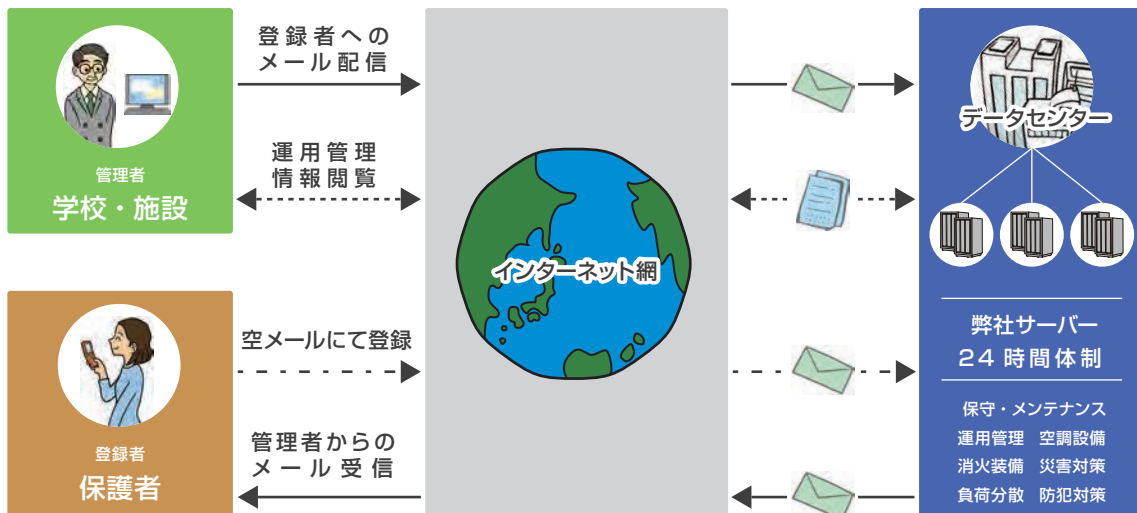 管理者
学校・施設
登録者への
メール配信
運用管理
情報閲覧
登録者
保護者
空メールにて登録
管理者からの
メール受信
インターネット網
データセンター
弊社サーバー
24時間体制
保守・メンテナンス
運用管理 空調設備
消火装備 災害対策
負荷分散 防犯対策